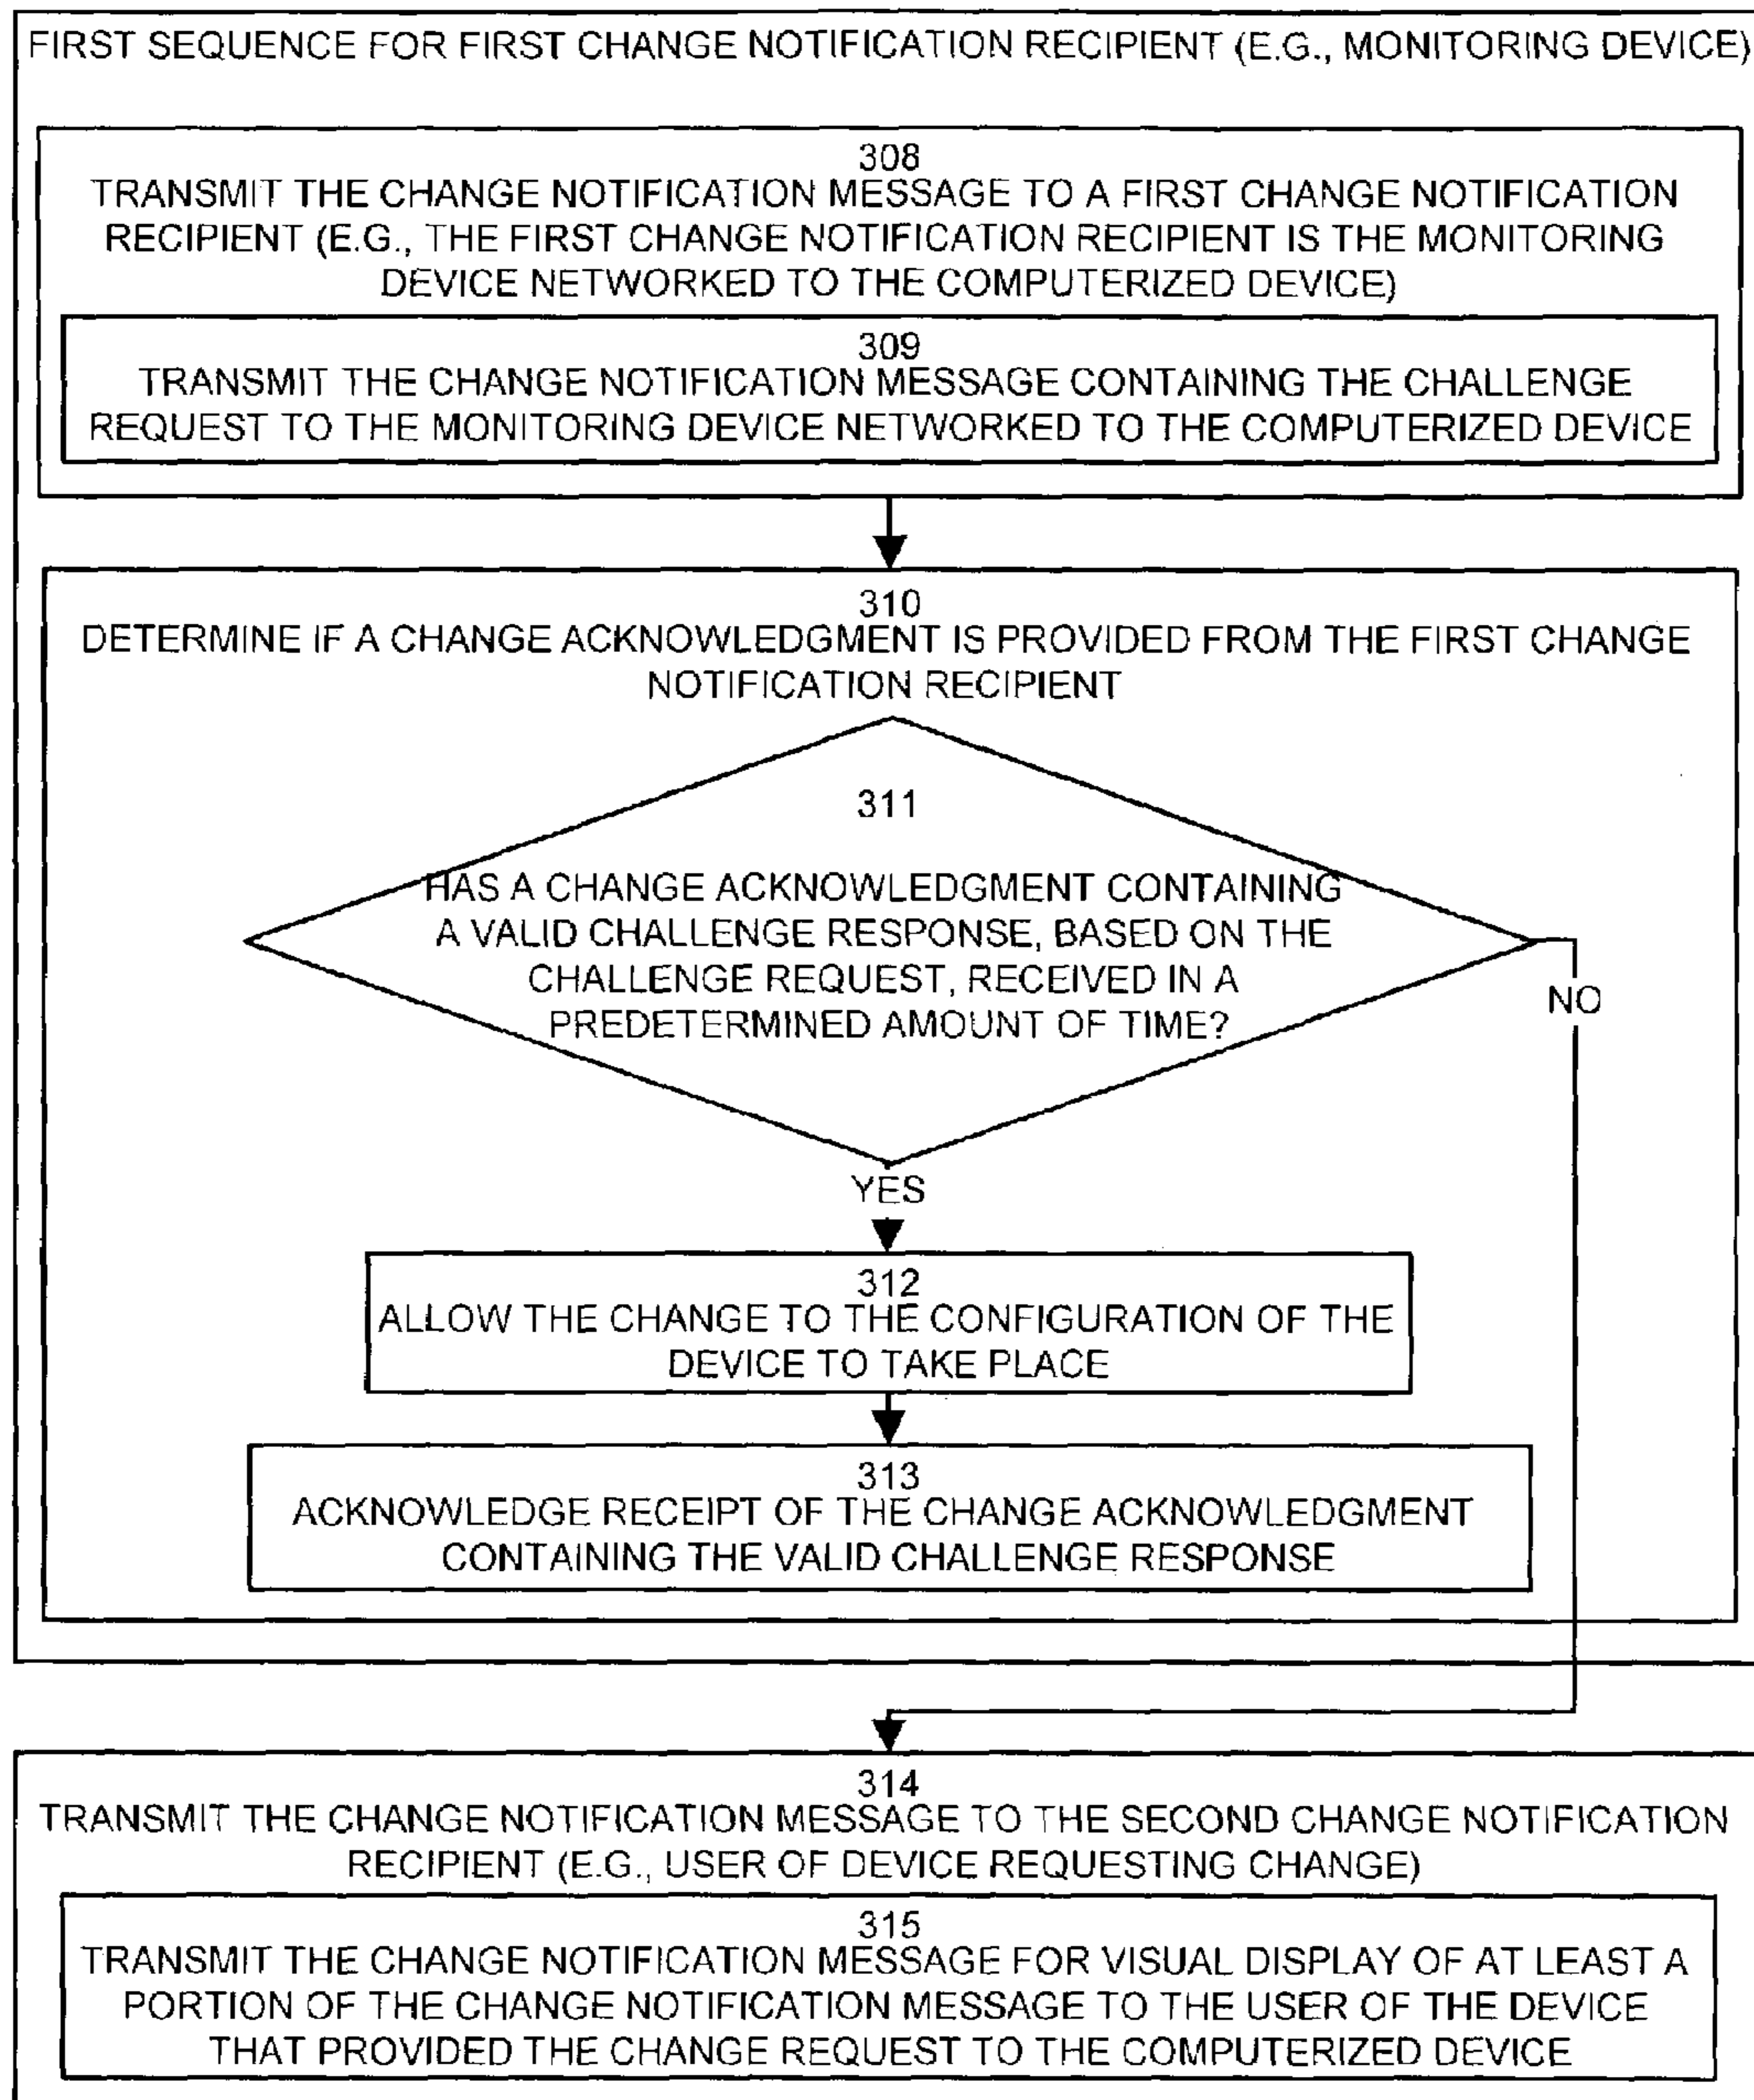 FIRST SEQUENCE FOR FIRST CHANGE NOTIFICATION RECIPIENT (E.G., MONITORING DEVICE)
308
TRANSMIT THE CHANGE NOTIFICATION MESSAGE TO A FIRST CHANGE NOTIFICATION
RECIPIENT (E.G., THE FIRST CHANGE NOTIFICATION RECIPIENT IS THE MONITORING
DEVICE NETWORKED TO THE COMPUTERIZED DEVICE)
309
TRANSMIT THE CHANGE NOTIFICATION MESSAGE CONTAINING THE CHALLENGE
REQUEST TO THE MONITORING DEVICE NETWORKED TO THE COMPUTERIZED DEVICE
310
DETERMINE IF A CHANGE ACKNOWLEDGMENT IS PROVIDED FROM THE FIRST CHANGE
NOTIFICATION RECIPIENT
311
HAS A CHANGE ACKNOWLEDGMENT CONTAINING
A VALID CHALLENGE RESPONSE, BASED ON THE
CHALLENGE REQUEST, RECEIVED IN A
PREDETERMINED AMOUNT OF TIME?
NO
YES
312
ALLOW THE CHANGE TO THE CONFIGURATION OF THE
DEVICE TO TAKE PLACE
313
ACKNOWLEDGE RECEIPT OF THE CHANGE ACKNOWLEDGMENT
CONTAINING THE VALID CHALLENGE RESPONSE
314
TRANSMIT THE CHANGE NOTIFICATION MESSAGE TO THE SECOND CHANGE NOTIFICATION
RECIPIENT (E.G., USER OF DEVICE REQUESTING CHANGE)
315
TRANSMIT THE CHANGE NOTIFICATION MESSAGE FOR VISUAL DISPLAY OF AT LEAST A
PORTION OF THE CHANGE NOTIFICATION MESSAGE TO THE USER OF THE DEVICE
THAT PROVIDED THE CHANGE REQUEST TO THE COMPUTERIZED DEVICE